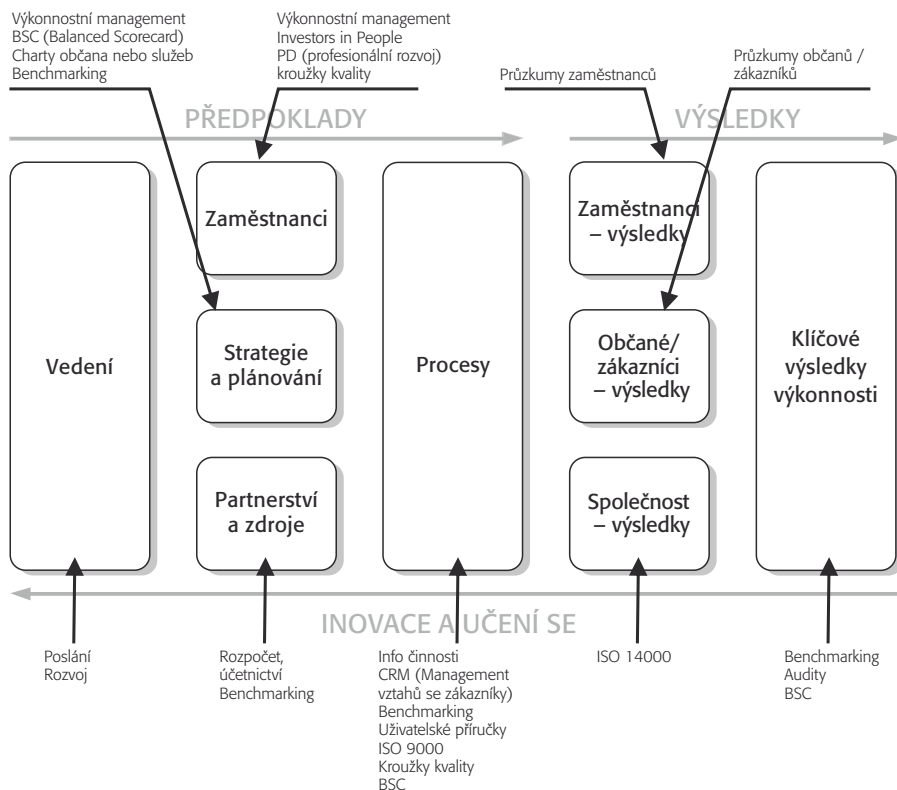 Výkonnostní management
BSC (Balanced Scorecard)
Charty občana nebo služeb
Benchmarking
Výkonnostní management
Investors in People
PD (profesionální rozvoj)
kroužky kvality
Průzkumy zaměstnanců
Průzkumy občanů /
zákazníků
PŘEDPOKLADY
VÝSLEDKY
Vedení
Zaměstnanci
Strategie
a plánování
Partnerství
a zdroje
Procesy
Zaměstnanci
– výsledky
Občané/
zákazníci
– výsledky
Společnost
– výsledky
Klíčové
výsledky
výkonnosti
INOVACE A UČENÍ SE
Poslání
Rozvoj
Rozpočet,
účetnictví
Benchmarking
Info činnosti
CRM (Management
vztahů se zákazníky)
Benchmarking
Uživatelské příručky
ISO 9000
Kroužky kvality
BSC
ISO 14000
Benchmarking
Audity
BSC